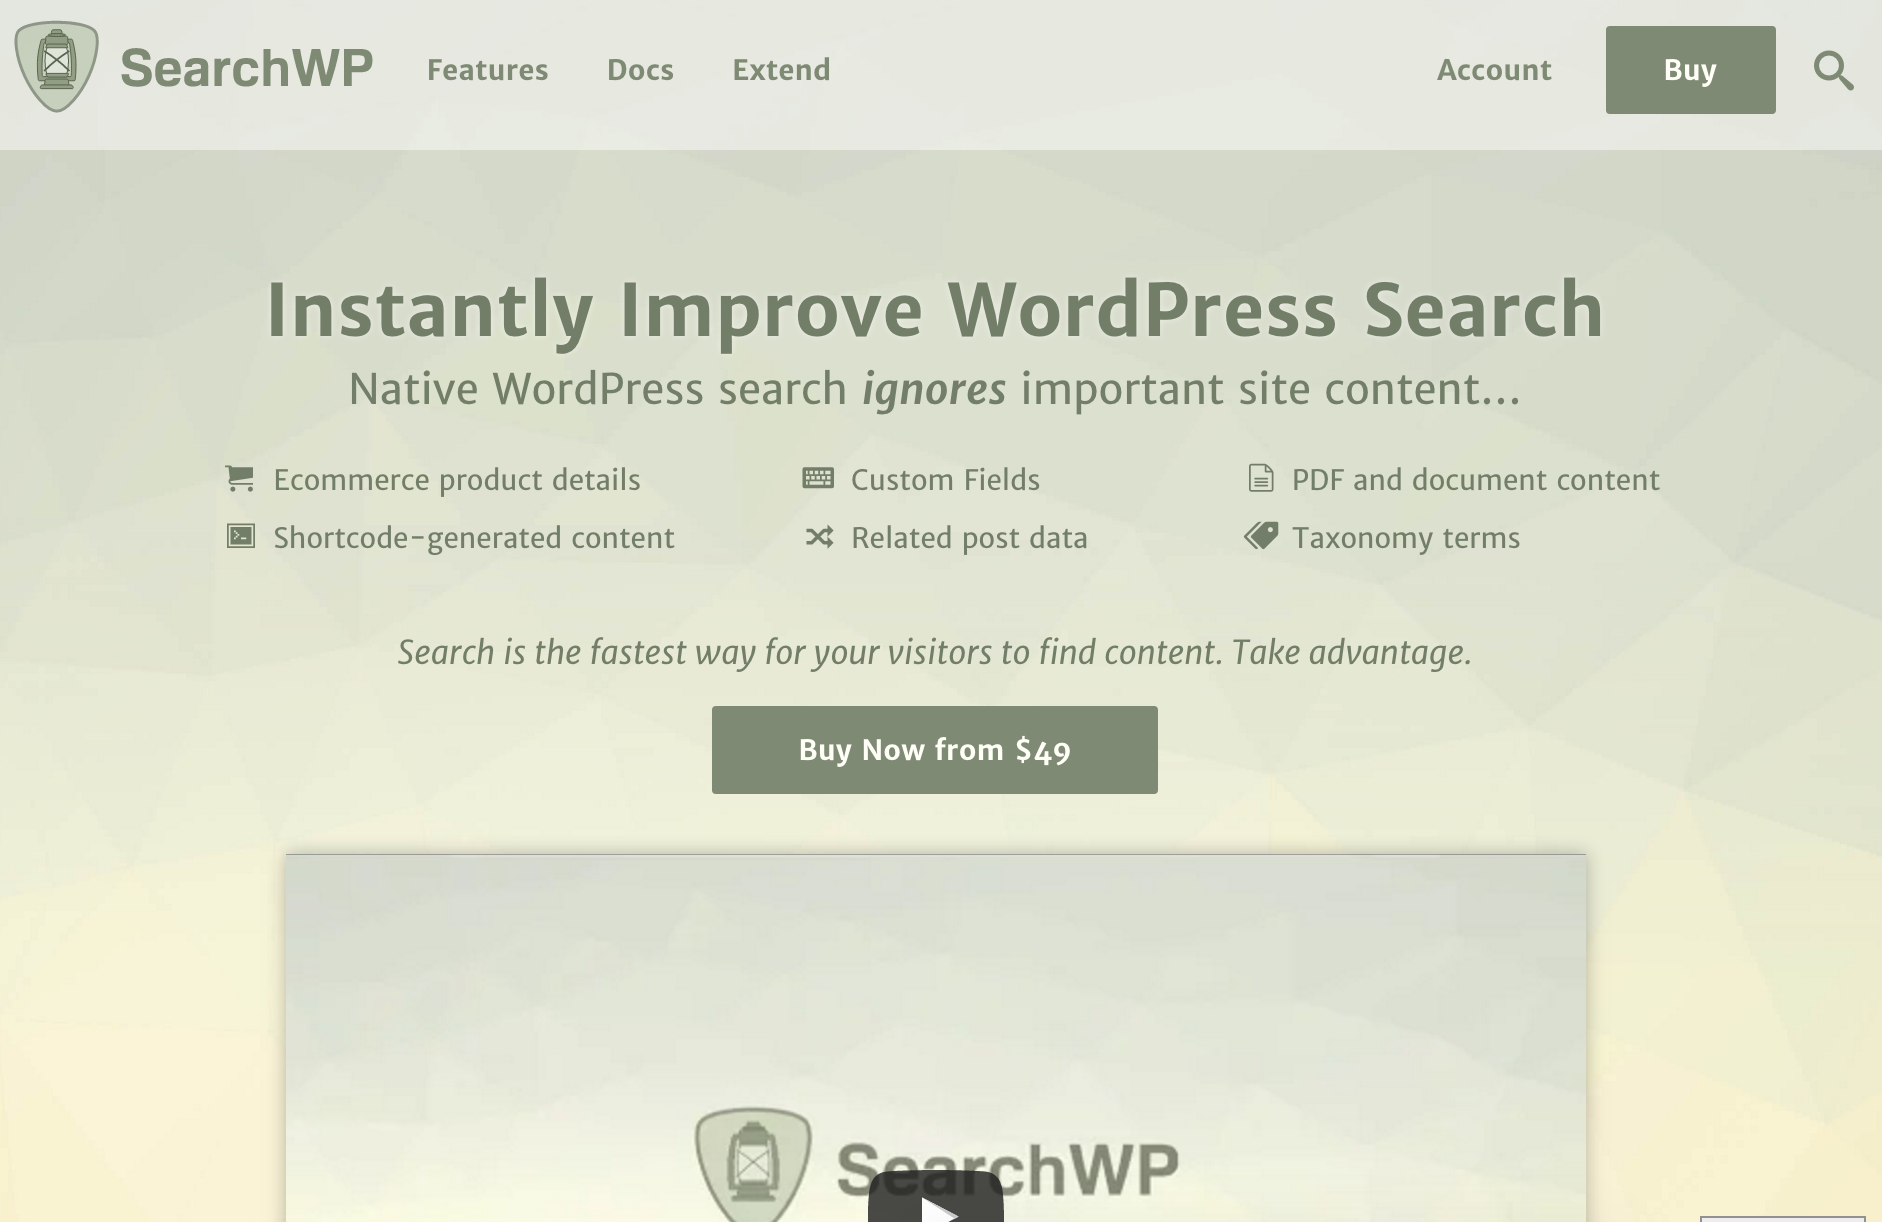 SearchWP Features Docs Extend Account Buy
Instantly Improve WordPress Search
Native WordPress search ignores important site content...
Ecommerce product details Custom Fields PDF and document content
Shortcode-generated content Related post data Taxonomy terms
Search is the fastest way for your visitors to find content. Take advantage.
Buy Now from $49
SearchWP